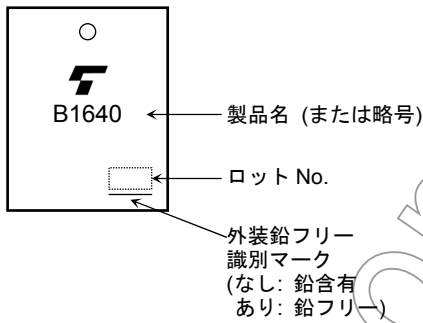 B1640
製品名 (または略号)
ロット No.
外装鉛フリー
識別マーク
(なし: 鉛含有
あり: 鉛フリー)